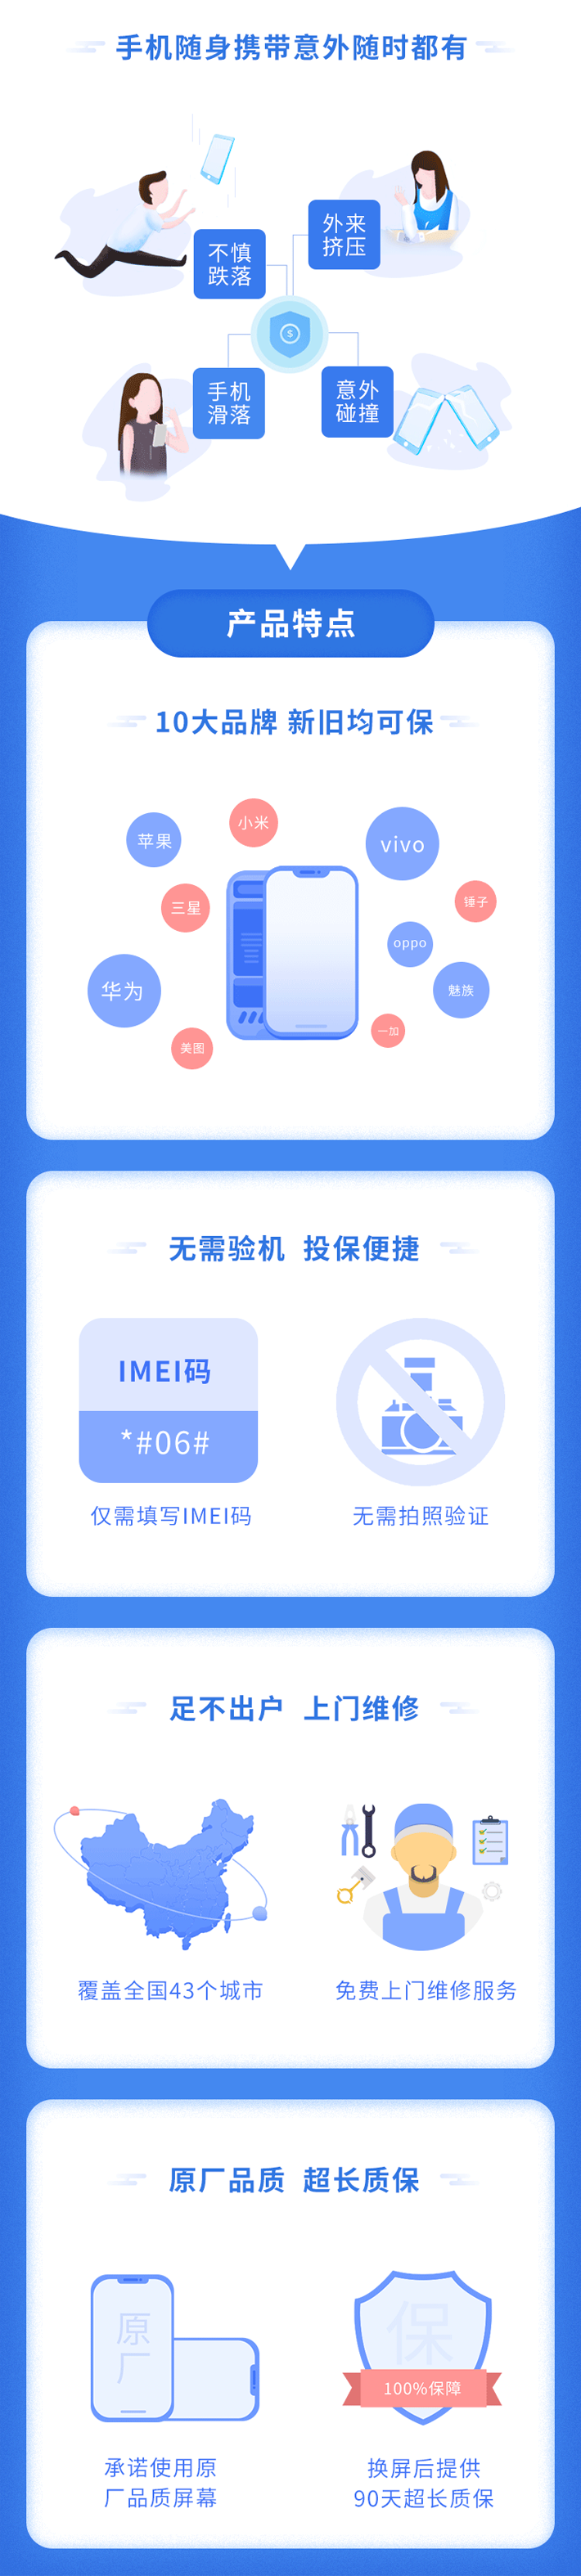 手机随身携带意外随时都有
外来
挤压
不慎
跌落
$
手机
滑落
意外
碰撞
产品特点
10大品牌 新旧均可保
小米
苹果
vivo
三星
锤子
oppo
华为
魅族
一加
美图
无需验机 投保便捷
IMEI码
*#06#
仅需填写IMEI码
无需拍照验证
足不出户 上门维修
覆盖全国43个城市
免费上门维修服务
原厂品质 超长质保
原
厂
保
100%保障
承诺使用原
厂品质屏幕
换屏后提供
90天超长质保